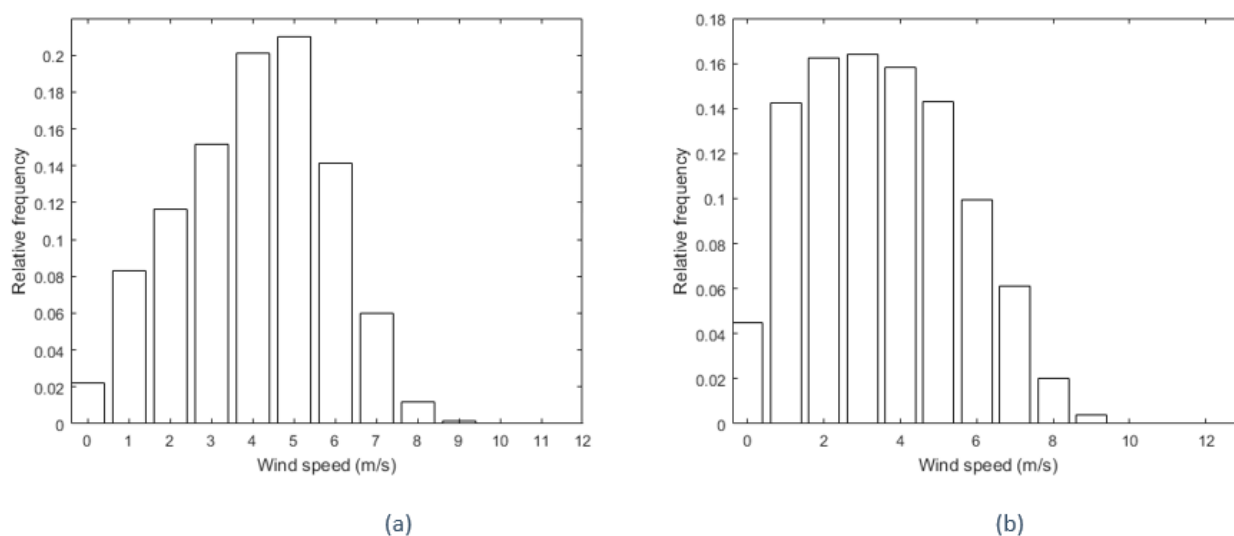 0.2
0.18
0.16
0.14
0.12
0.1
0.08
0.06
0.04
0.02
0
Relative frequency
0 1 2 3 4 5 6 7 8 9 10 11 12
Wind speed (m/s)
(a)
0.18
0.16
0.14
0.12
0.1
0.08
0.06
0.04
0.02
0
Relative frequency
0 2 4 6 8 10 12
Wind speed (m/s)
(b)